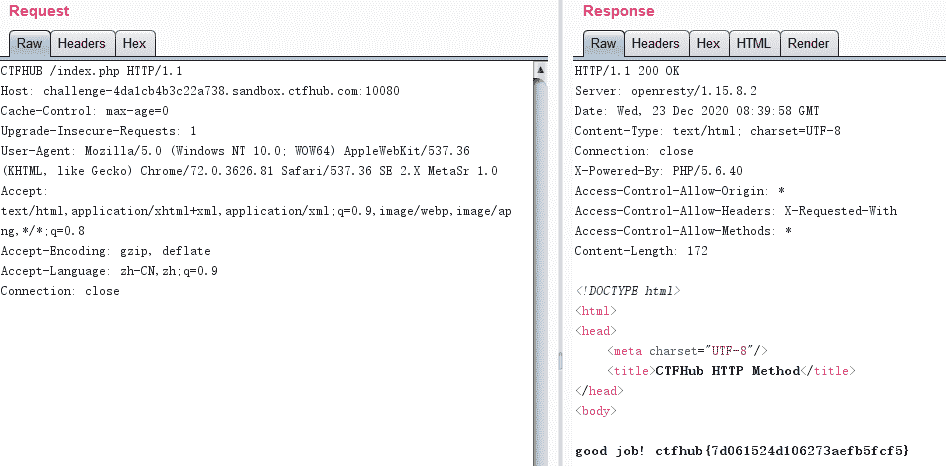 Request
Raw Headers Hex
CTFHUB /index.php HTTP/1.1
Host: challenge-4da1cb4b3c22a738.sandbox.ctfhub.com:10080
Cache-Control: max-age=0
Upgrade-Insecure-Requests: 1
User-Agent: Mozilla/5.0 (Windows NT 10.0; WOW64) AppleWebKit/537.36
(KHTML, like Gecko) Chrome/72.0.3626.81 Safari/537.36 SE 2.X MetaSr 1.0
Accept:
text/html,application/xhtml+xml,application/xml;q=0.9,image/webp,image/ap
ng,*/*;q=0.8
Accept-Encoding: gzip, deflate
Accept-Language: zh-CN,zh;q=0.9
Connection: close
Response
Raw Headers Hex HTML Render
HTTP/1.1 200 OK
Server: openresty/1.15.8.2
Date: Wed, 23 Dec 2020 08:39:58 GMT
Content-Type: text/html; charset=UTF-8
Connection: close
X-Powered-By: PHP/5.6.40
Access-Control-Allow-Origin: *
Access-Control-Allow-Headers: X-Requested-With
Access-Control-Allow-Methods: *
Content-Length: 172
<!DOCTYPE html>
<html>
<head>
<meta charset="UTF-8"/>
<title>CTFHub HTTP Method</title>
</head>
<body>
good job! ctfhub{7d061524d106273aefb5fcf5}